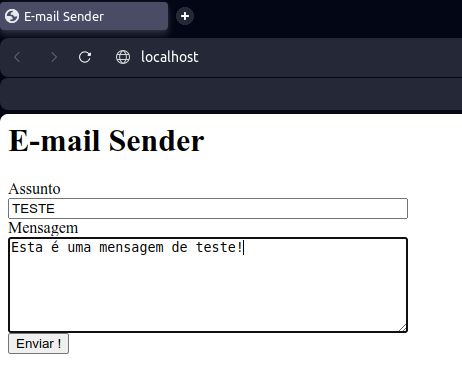 E-mail Sender
localhost
E-mail Sender
Assunto
TESTE
Mensagem
Esta é uma mensagem de teste!
Enviar !